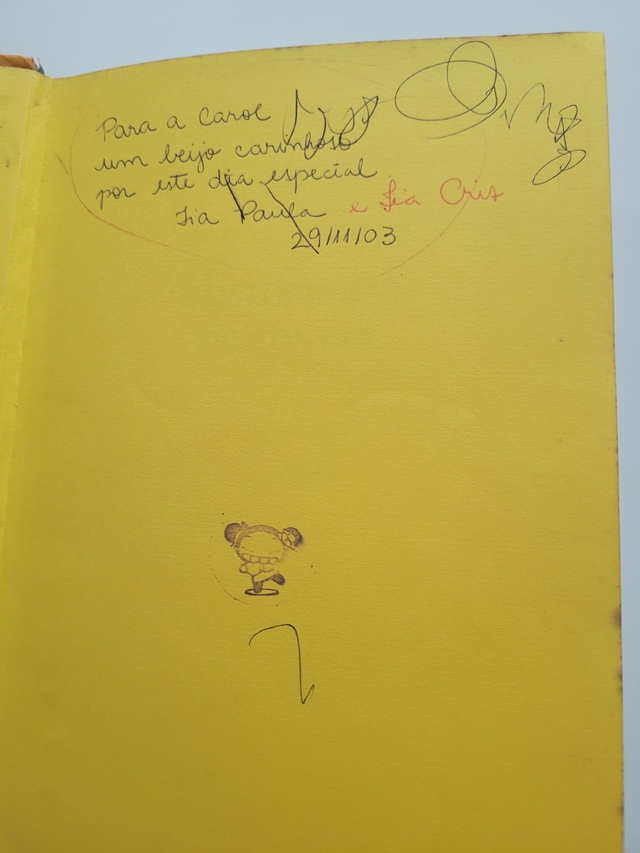 Para a Carol
um beijo carinhoso
por este dia especial
Tia Paula e Tia Cris
29/11/03